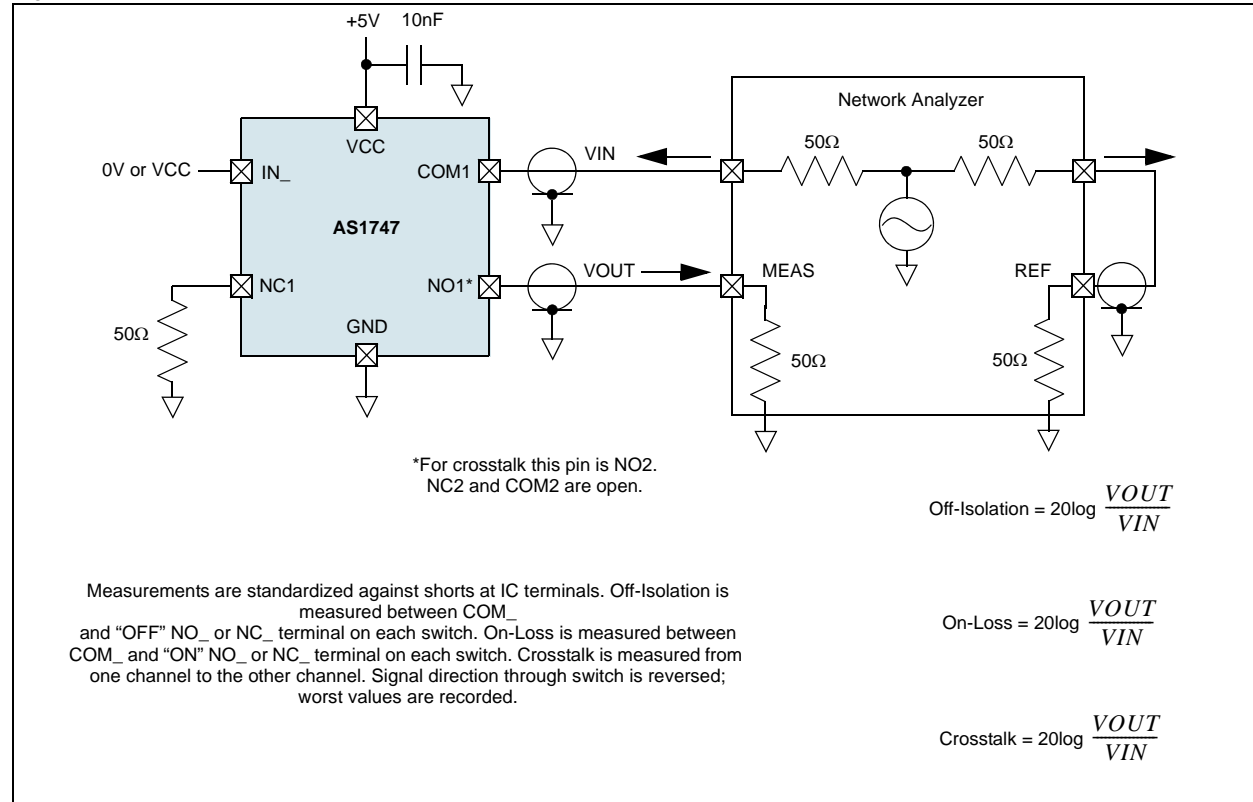 +5V 10nF
Network Analyzer
VCC
50Ω 50Ω
0V or VCC IN_ COM1 VIN
AS1747
NC1 NO1* VOUT MEAS REF
GND
50Ω 50Ω 50Ω
*For crosstalk this pin is NO2.
NC2 and COM2 are open.
Off-Isolation = 20log VOUT
VIN
Measurements are standardized against shorts at IC terminals. Off-Isolation is
measured between COM_
and “OFF” NO_ or NC_ terminal on each switch. On-Loss is measured between
COM_ and “ON” NO_ or NC_ terminal on each switch. Crosstalk is measured from
one channel to the other channel. Signal direction through switch is reversed;
worst values are recorded.
On-Loss = 20log VOUT
VIN
Crosstalk = 20log VOUT
VIN